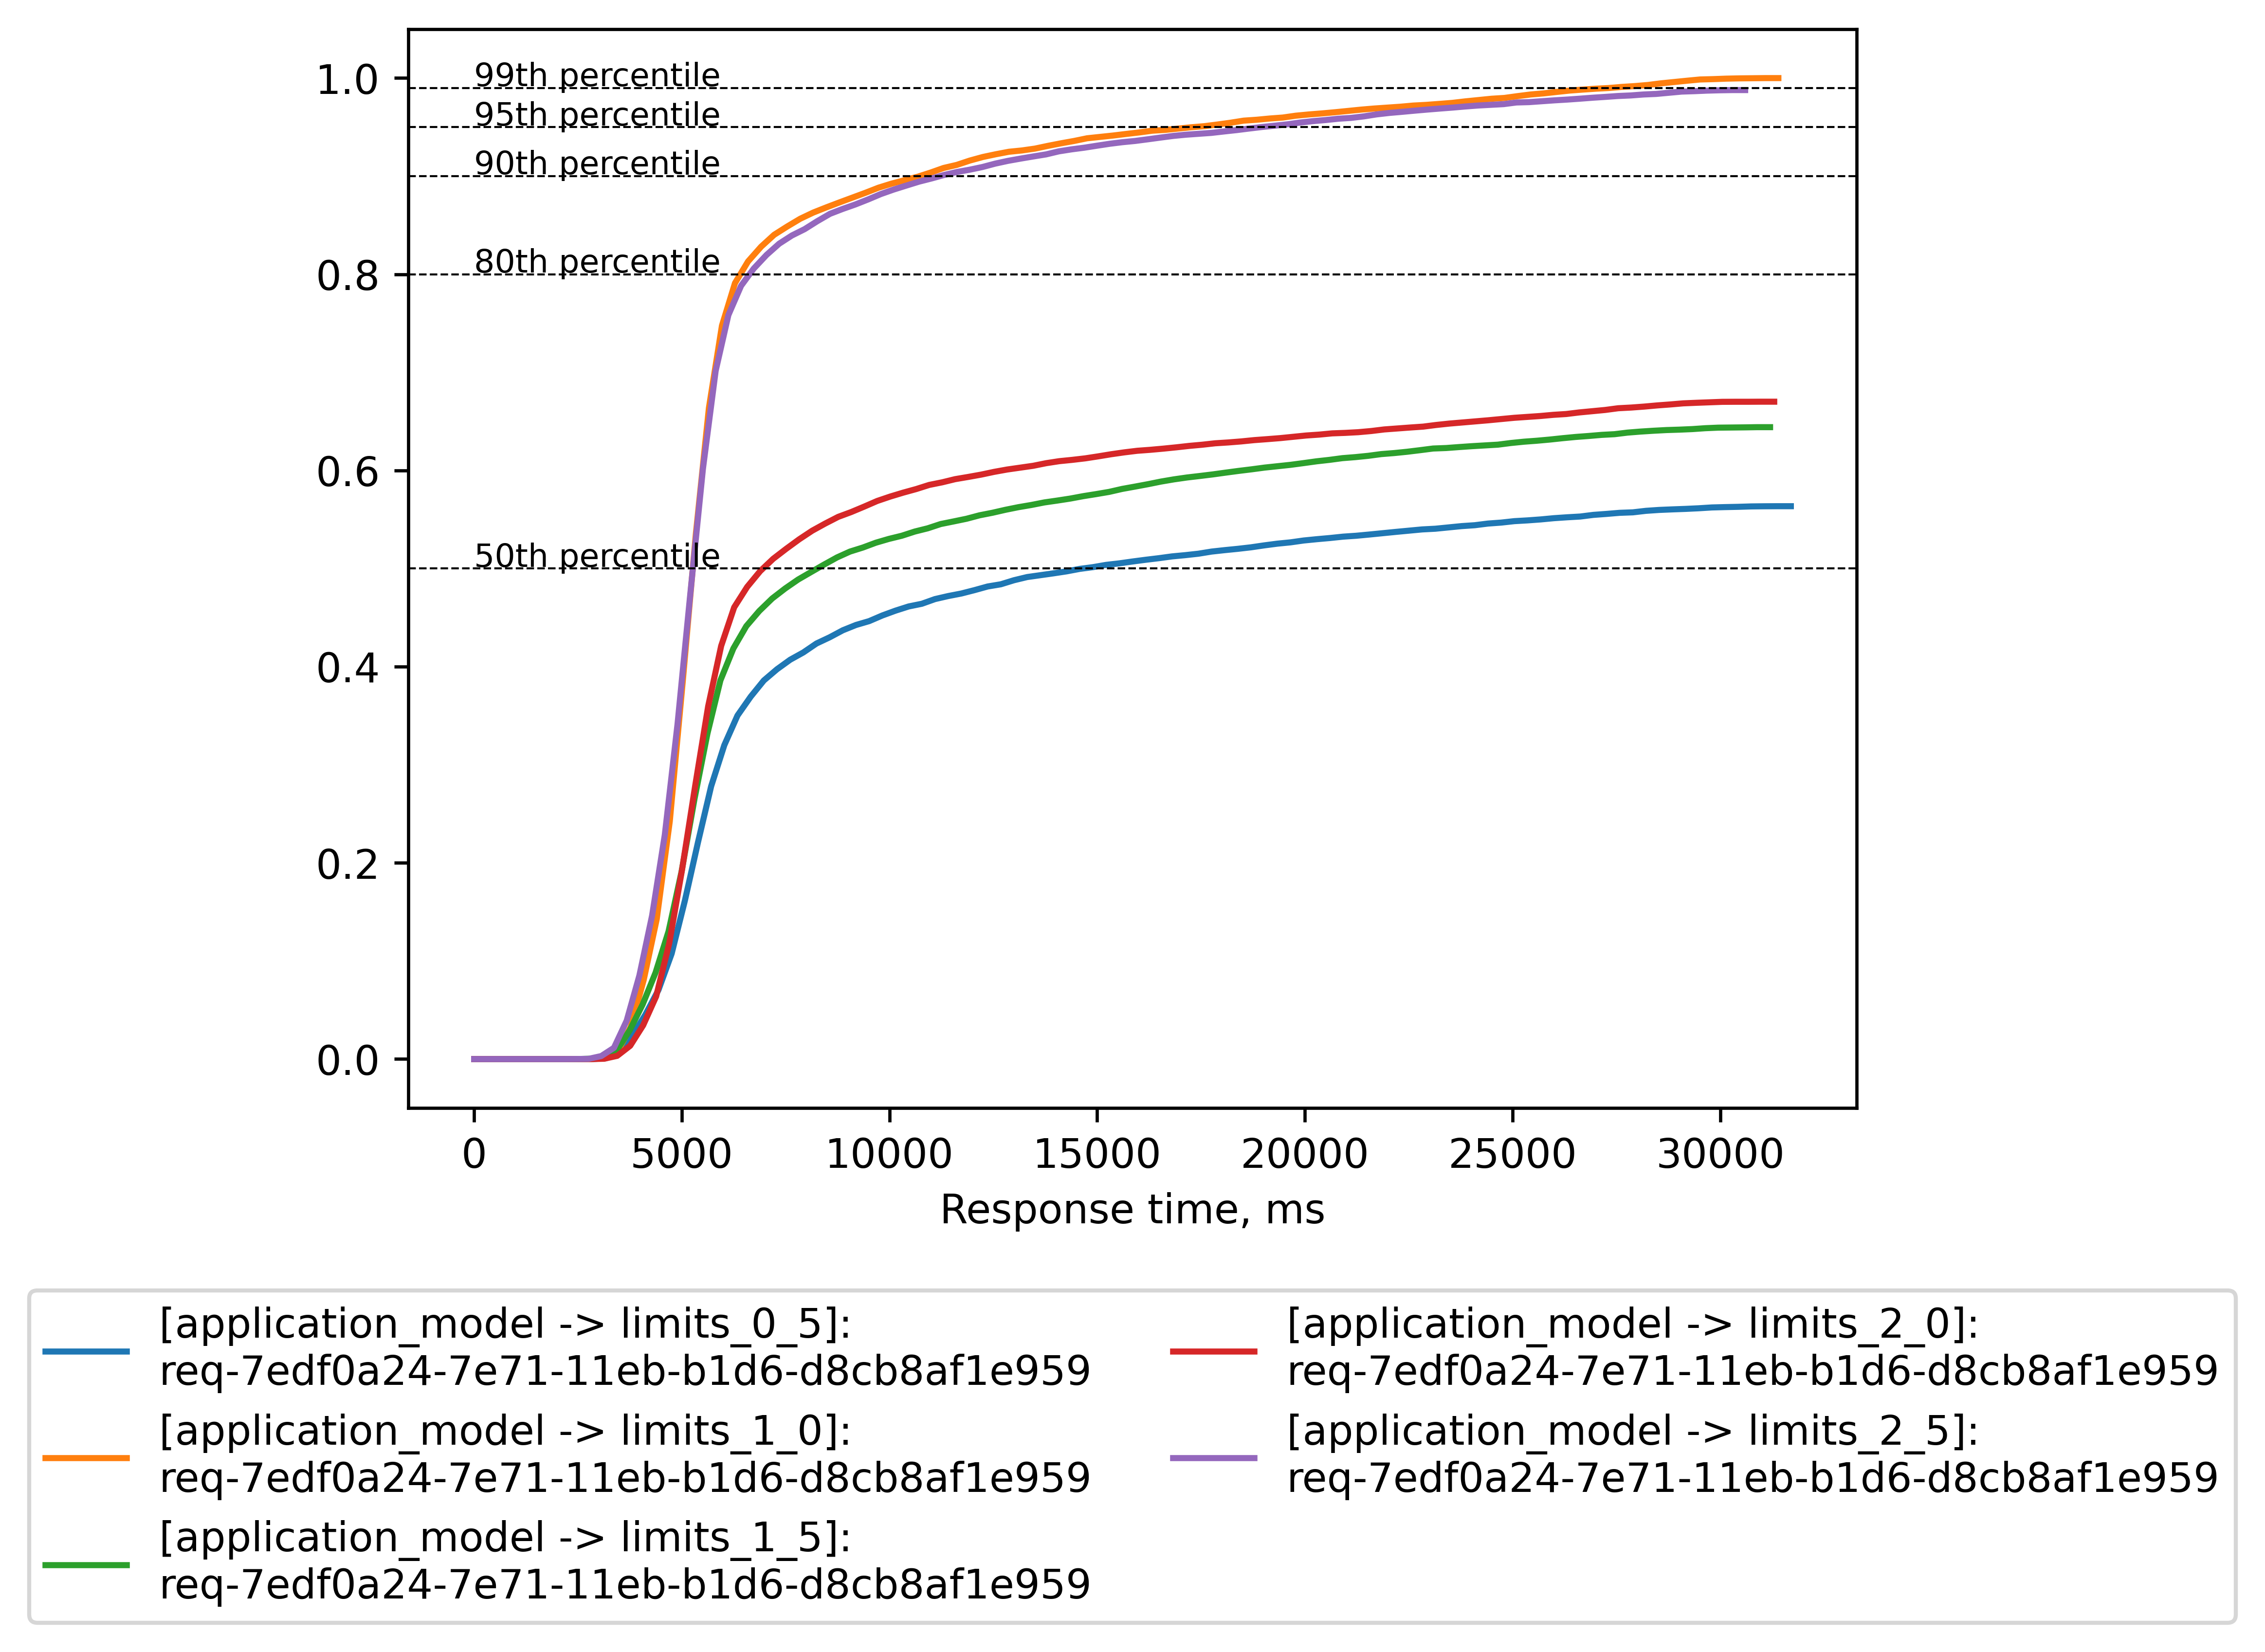 1.0
0.8
0.6
0.4
0.2
0.0
99th percentile
95th percentile
90th percentile
80th percentile
50th percentile
0
5000
10000
15000
20000
25000
30000
Response time, ms
[application_model -> limits_0_5]:
req-7edf0a24-7e71-11eb-b1d6-d8cb8af1e959
[application_model -> limits_1_0]:
req-7edf0a24-7e71-11eb-b1d6-d8cb8af1e959
[application_model -> limits_1_5]:
req-7edf0a24-7e71-11eb-b1d6-d8cb8af1e959
[application_model -> limits_2_0]:
req-7edf0a24-7e71-11eb-b1d6-d8cb8af1e959
[application_model -> limits_2_5]:
req-7edf0a24-7e71-11eb-b1d6-d8cb8af1e959